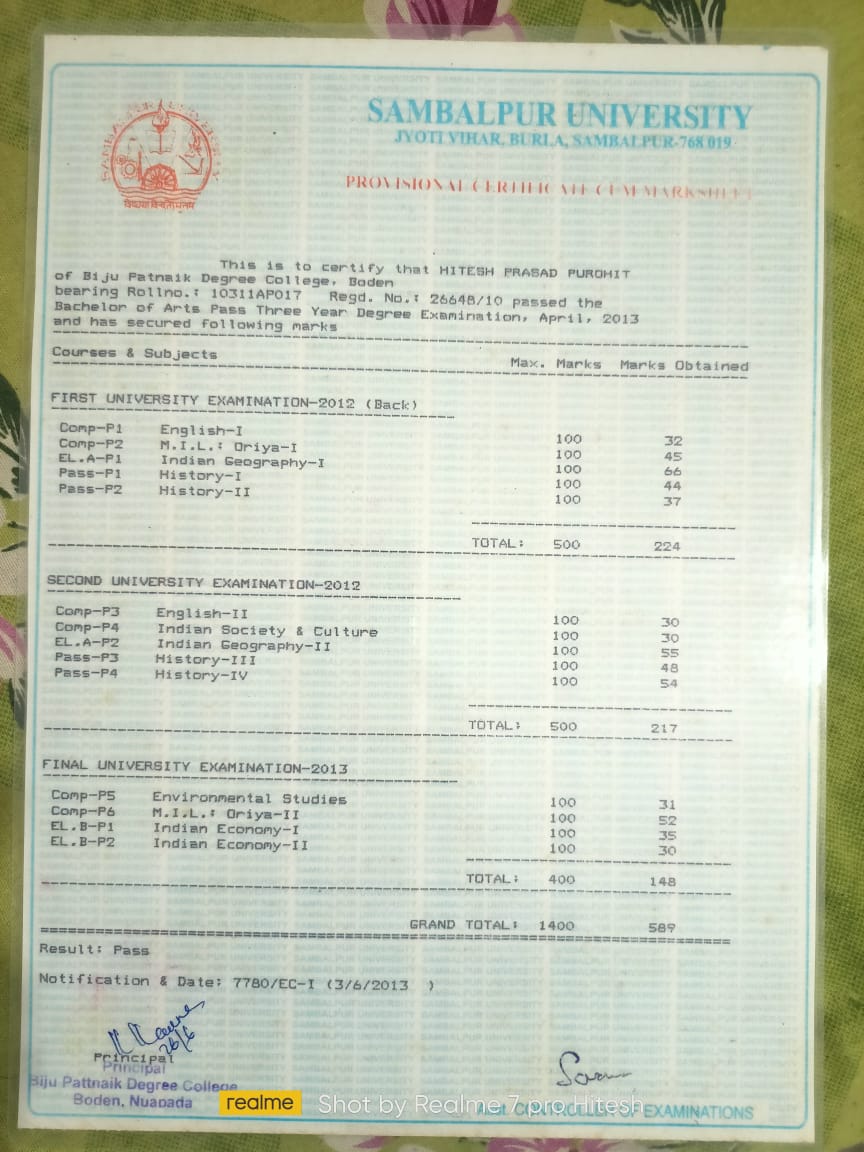 SAMBALPUR UNIVERSITY
JYOTI VIHAR, BURLA, SAMBALPUR-768 019
PROVISIONAL CERTIFICATE CUM MARKSHEET
This is to certify that HITESH PRASAD PUROHIT
of Biju Patnaik Degree College, Boden
bearing Rollno.: 10311AP017 Regd. No.: 26648/10 passed the
Bachelor of Arts Pass Three Year Degree Examination, April, 2013
and has secured following marks
Courses & Subjects Max. Marks Marks Obtained
FIRST UNIVERSITY EXAMINATION-2012 (Back)
Comp-P1 English-I 100 32
Comp-P2 M.I.L.: Oriya-I 100 45
EL.A-P1 Indian Geography-I 100 66
Pass-P1 History-I 100 44
Pass-P2 History-II 100 37
TOTAL: 500 224
SECOND UNIVERSITY EXAMINATION-2012
Comp-P3 English-II 100 30
Comp-P4 Indian Society & Culture 100 30
EL.A-P2 Indian Geography-II 100 55
Pass-P3 History-III 100 48
Pass-P4 History-IV 100 54
TOTAL: 500 217
FINAL UNIVERSITY EXAMINATION-2013
Comp-P5 Environmental Studies 100 31
Comp-P6 M.I.L.: Oriya-II 100 52
EL.B-P1 Indian Economy-I 100 35
EL.B-P2 Indian Economy-II 100 30
TOTAL: 400 148
GRAND TOTAL: 1400 589
Result: Pass
Notification & Date: 7780/EC-I (3/6/2013 )
26/6
Principal
Principal
Biju Pattnaik Degree College
Boden, Nuapada
realme Shot by Realme 7 pro Hitesh
CONTROLLER OF EXAMINATIONS